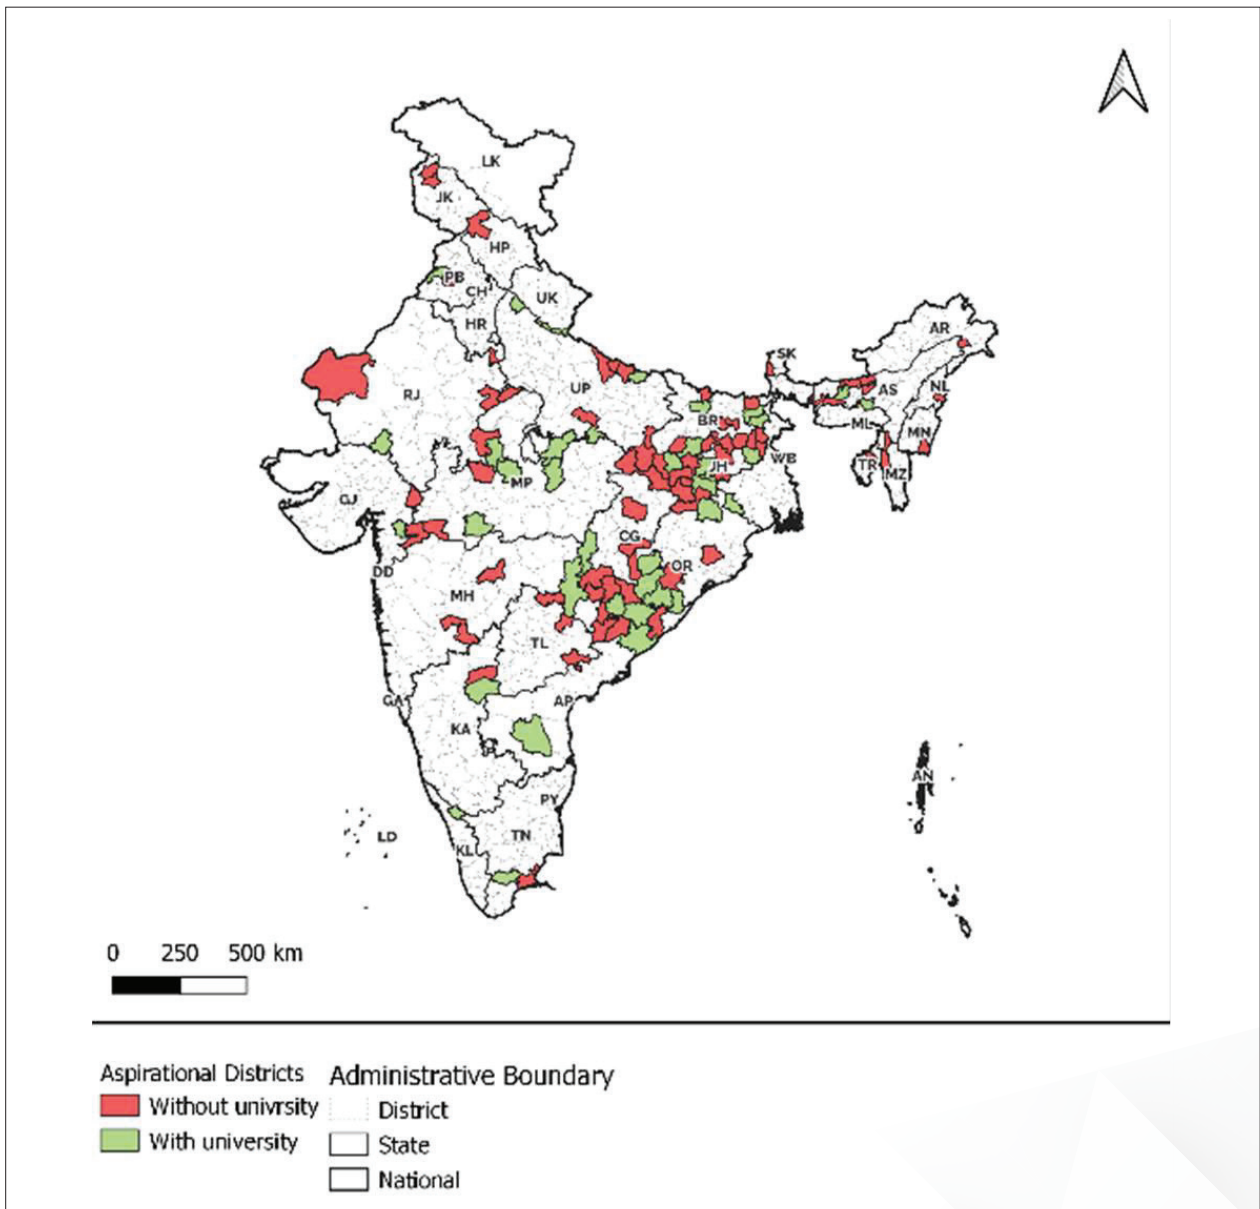 LK
JK
HP
PB
CH
UK
HR
AR
SK
RJ
UP
AS
NL
BR
ML
MN
JH
WB
TR
MZ
MP
GJ
CG
OR
DD
MH
TL
GA
AP
KA
AN
PY
LD
TN
KL
0 250 500 km
Aspirational Districts
Without univrsity
With university
Administrative Boundary
District
State
National